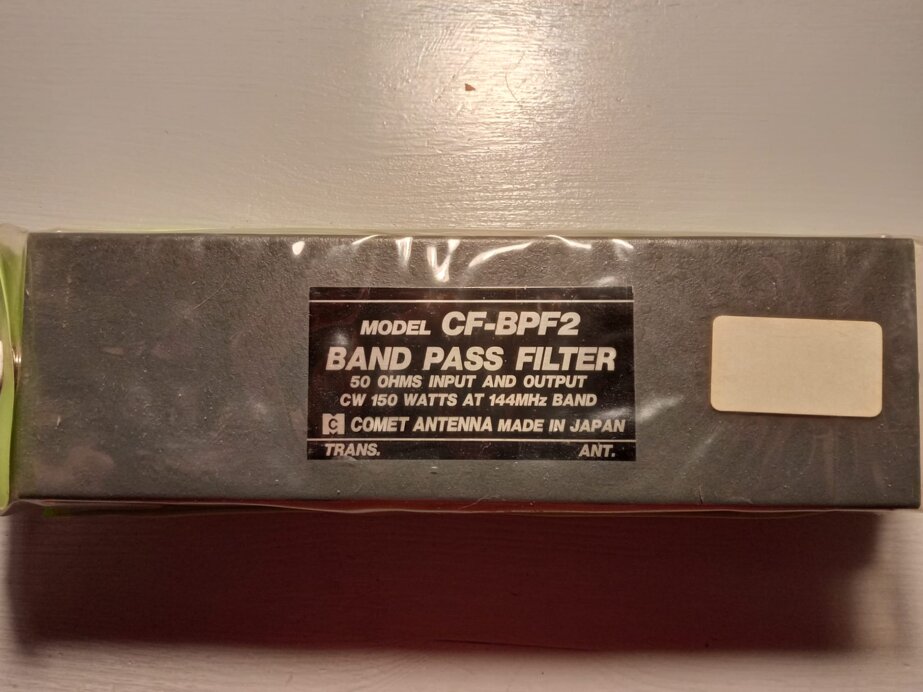 MODEL CF-BPF2
BAND PASS FILTER
50 OHMS INPUT AND OUTPUT
CW 150 WATTS AT 144MHz BAND
COMET ANTENNA MADE IN JAPAN
TRANS. ANT.